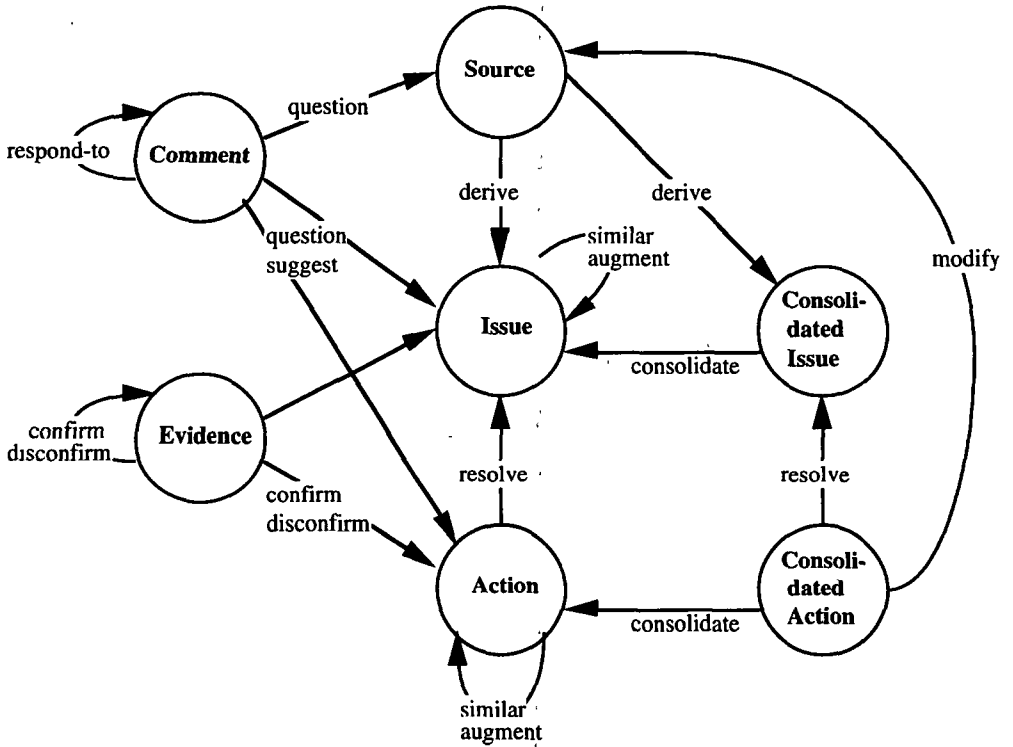 Source
question
Comment
respond-to
derive
derive
question
suggest
similar
augment
modify
Consoli-
dated
Issue
Issue
consolidate
confirm
disconfirm
Evidence
resolve
resolve
confirm
disconfirm
Consoli-
dated
Action
Action
consolidate
similar
augment